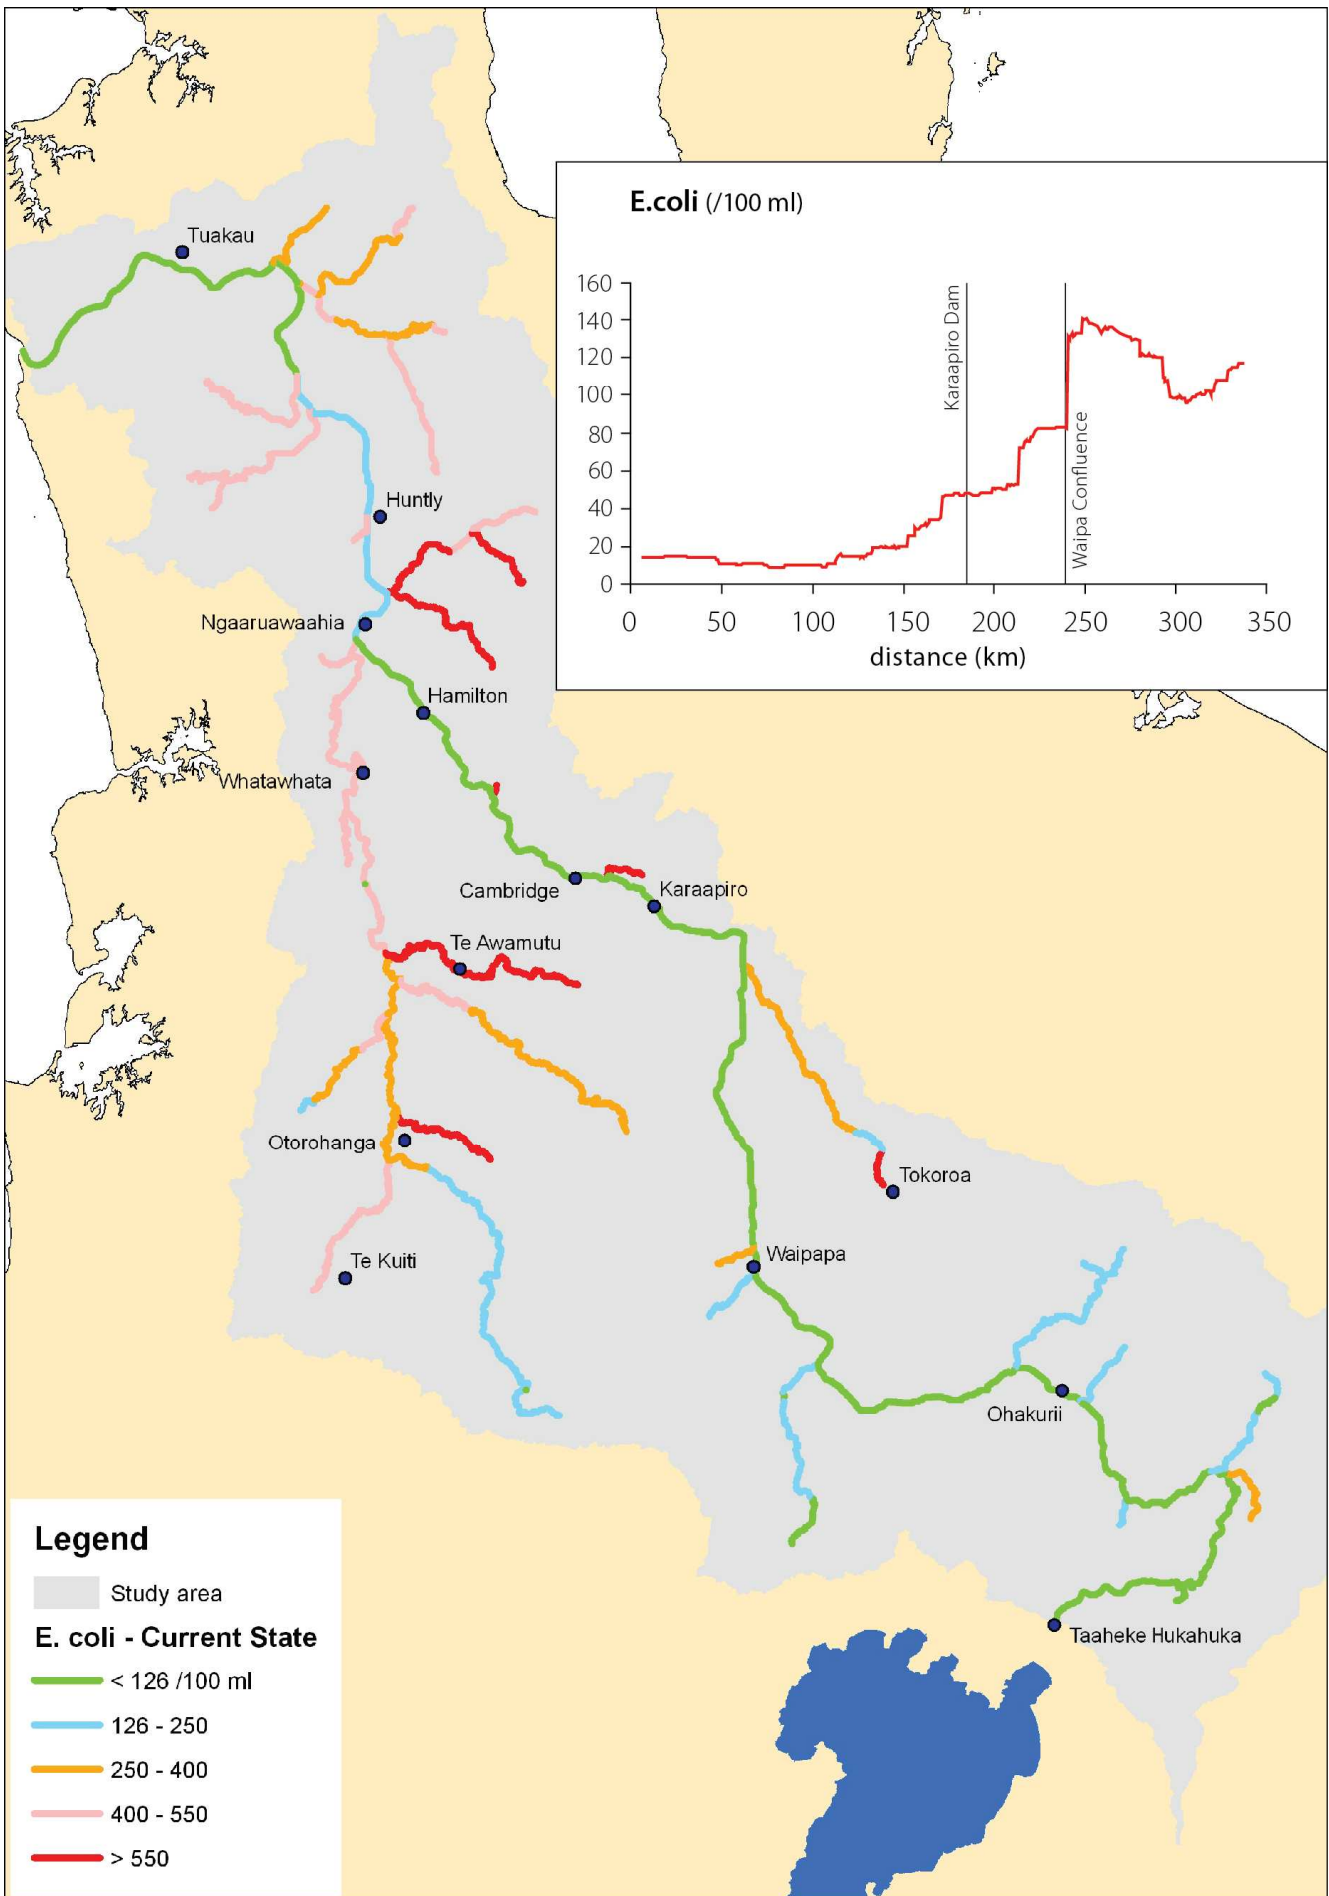 E.coli (/100 ml)
160
140
120
100
80
60
40
20
0
Karaapiro Dam
Waipa Confluence
0 50 100 150 200 250 300 350
distance (km)
Tuakau
Huntly
Ngaaruawaahia
Hamilton
Whatawhata
Cambridge
Karaapiro
Te Awamutu
Otorohanga
Tokoroa
Te Kuiti
Waipapa
Ohakurii
Taaheke Hukahuka
Legend
Study area
E. coli - Current State
< 126 /100 ml
126 - 250
250 - 400
400 - 550
> 550